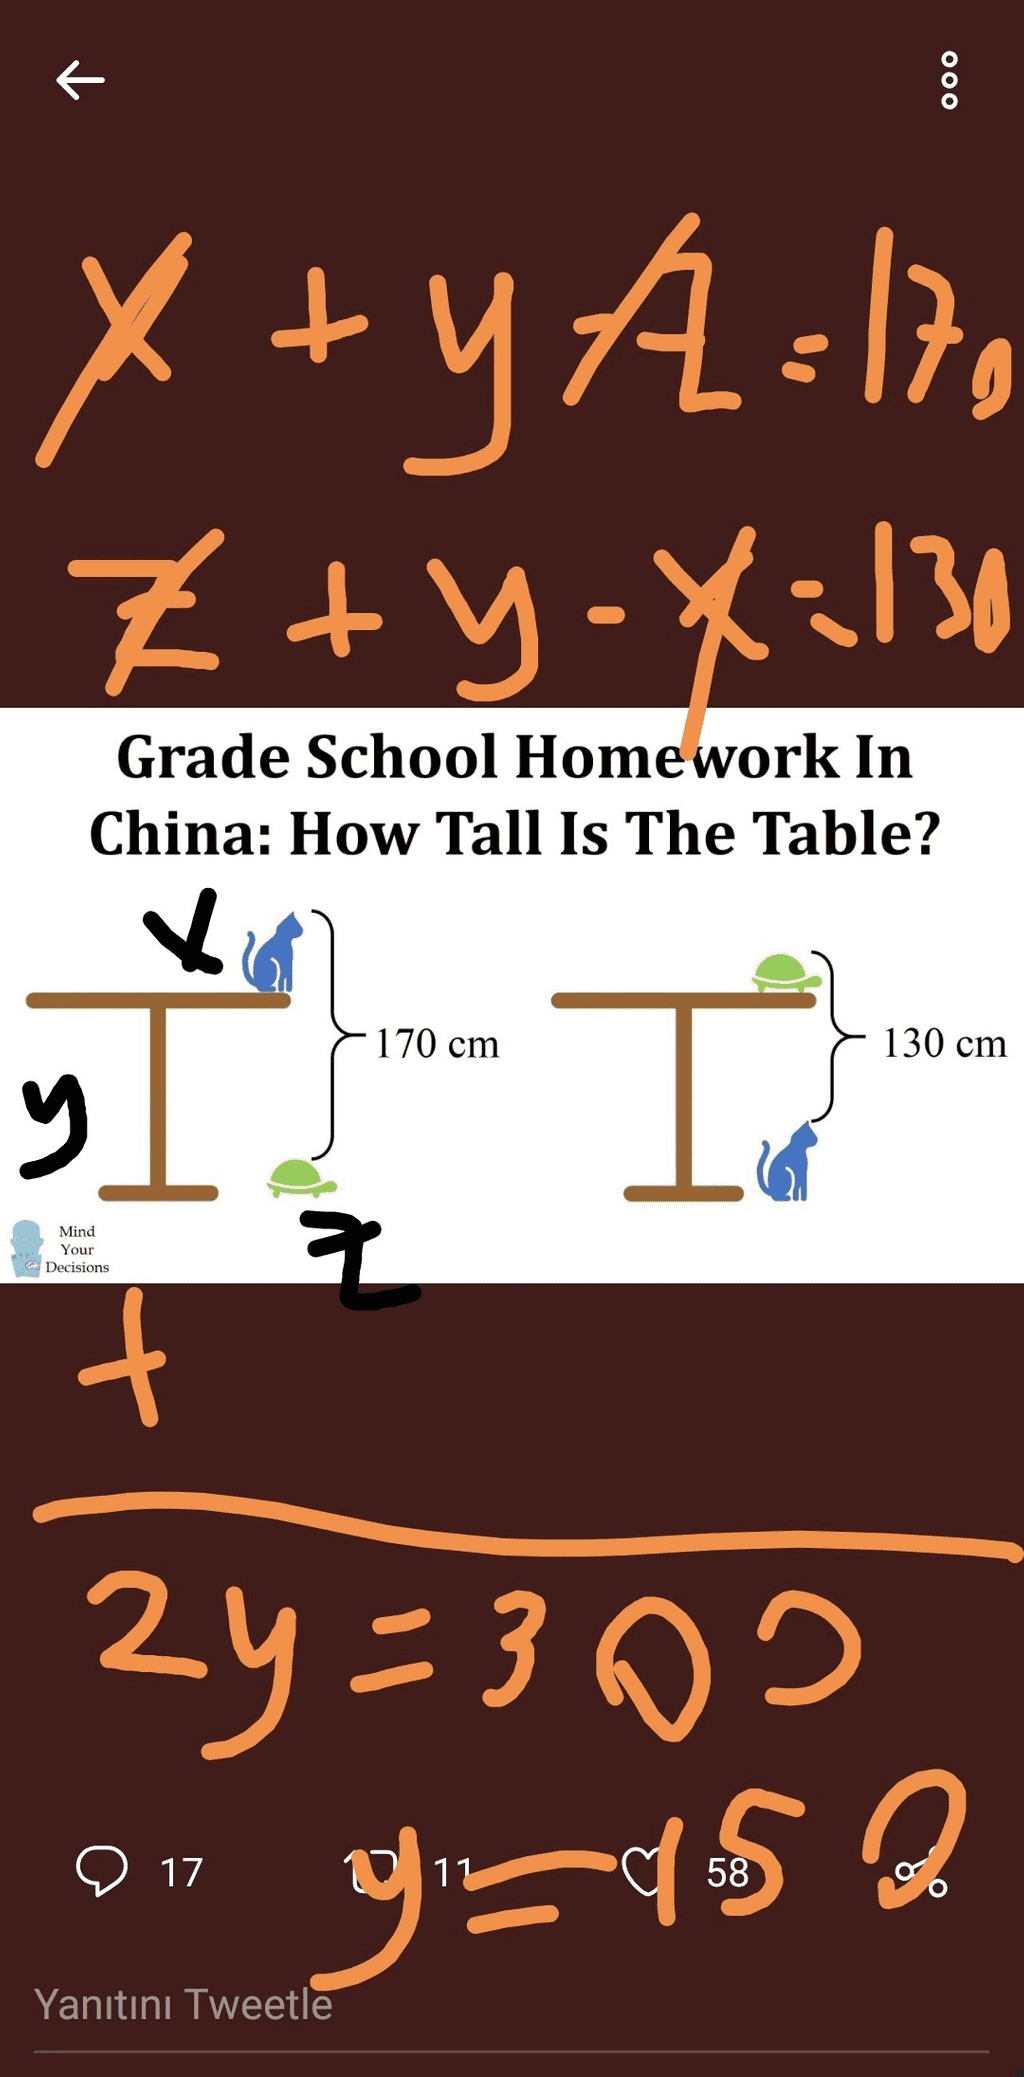 x + y - z = 170
z + y - x = 130
Grade School Homework In
China: How Tall Is The Table?
x
170 cm
130 cm
y
z
Mind
Your
Decisions
+
2y = 300
y = 150
17
11
58
Yanıtını Tweetle